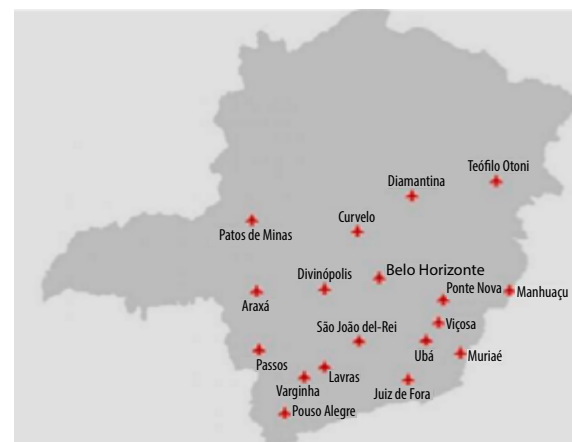 Teófilo Otoni
Diamantina
Curvelo
Patos de Minas
Belo Horizonte
Divinópolis
Ponte Nova
Manhuaçu
Araxá
Viçosa
São João del-Rei
Ubá
Muriaé
Passos
Lavras
Varginha
Juiz de Fora
Pouso Alegre